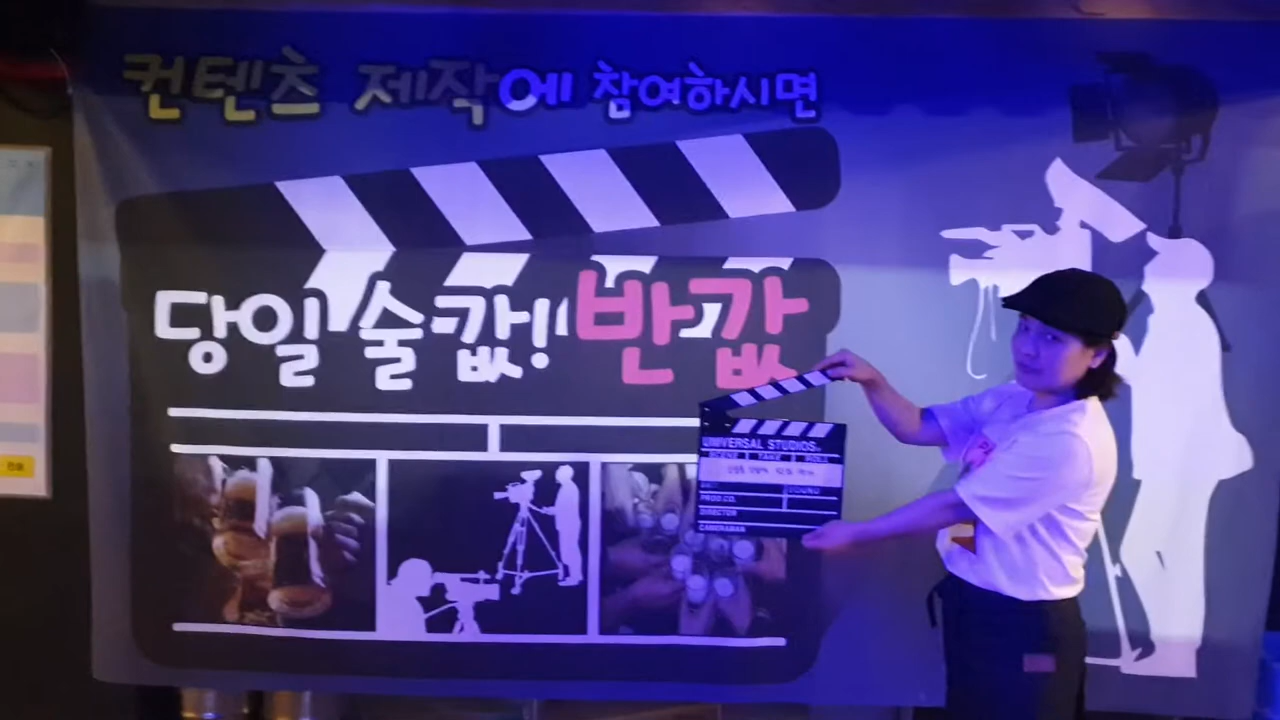 컨텐츠 제작에 참여하시면
당일 술값! 반값
UNIVERSAL STUDIOS
SCENE TAKE ROLL
SOUND
PROD.CO.
DIRECTOR
CAMERAMAN